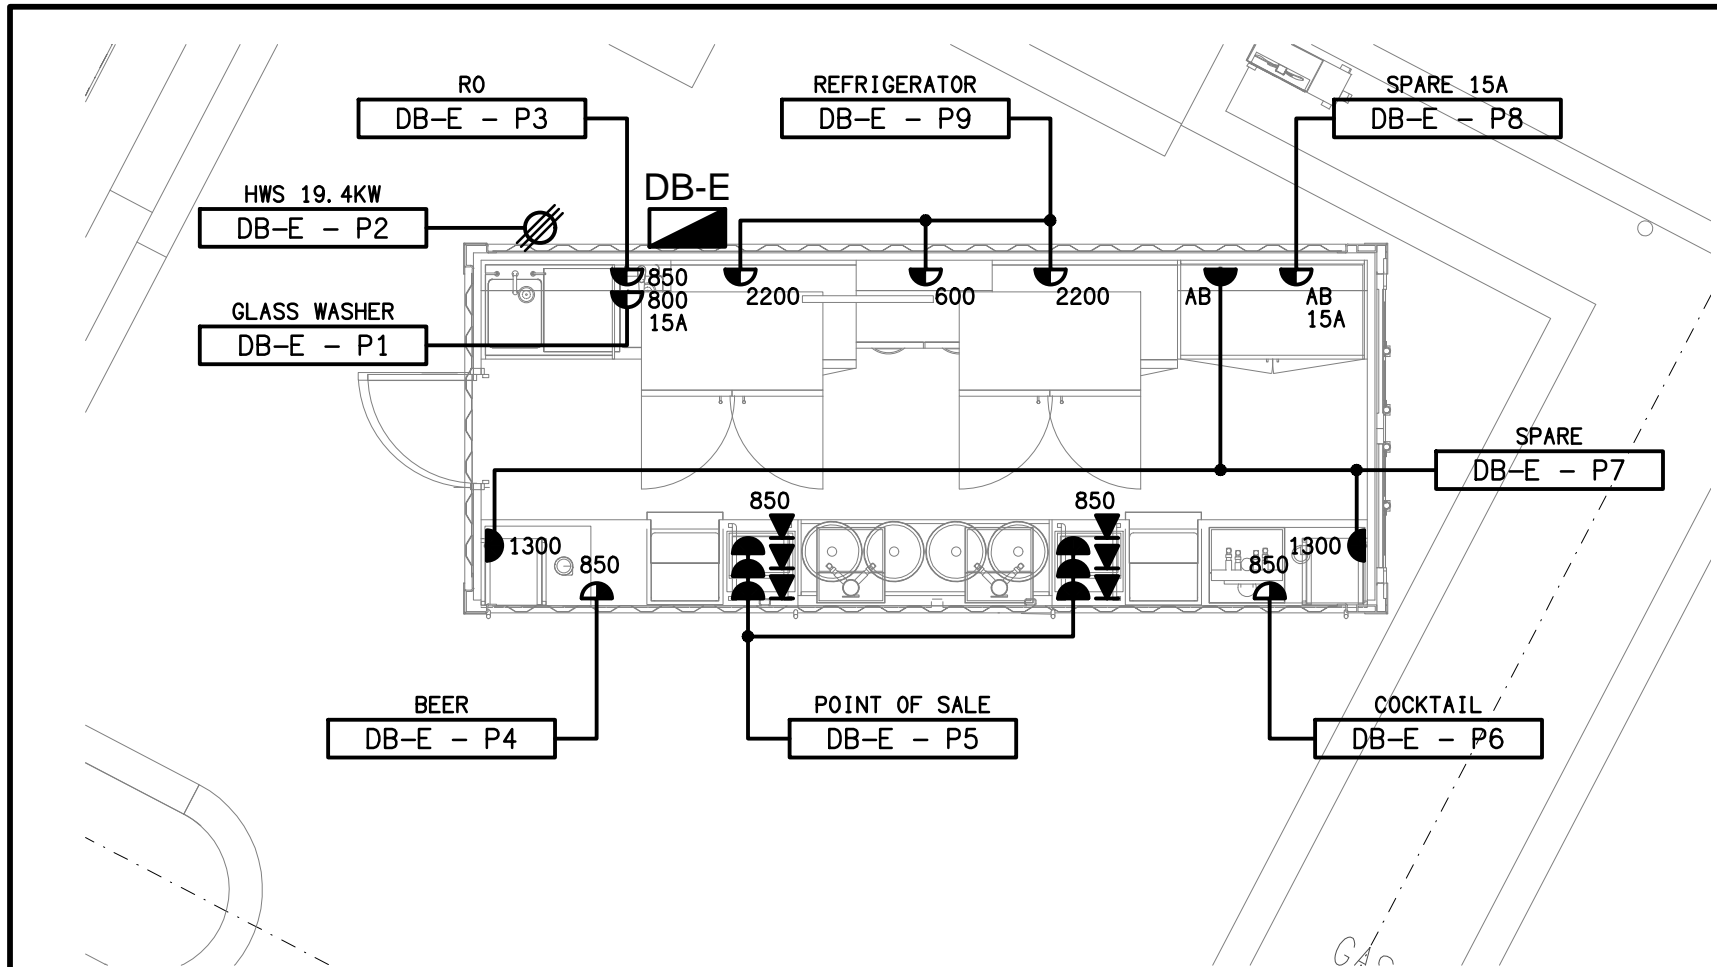 RO
DB-E - P3
REFRIGERATOR
DB-E - P9
SPARE 15A
DB-E - P8
HWS 19.4KW
DB-E - P2
DB-E
GLASS WASHER
DB-E - P1
850
800
15A
2200
600
2200
AB
AB
15A
SPARE
DB-E - P7
850
850
1300
850
1300
850
BEER
DB-E - P4
POINT OF SALE
DB-E - P5
COCKTAIL
DB-E - P6